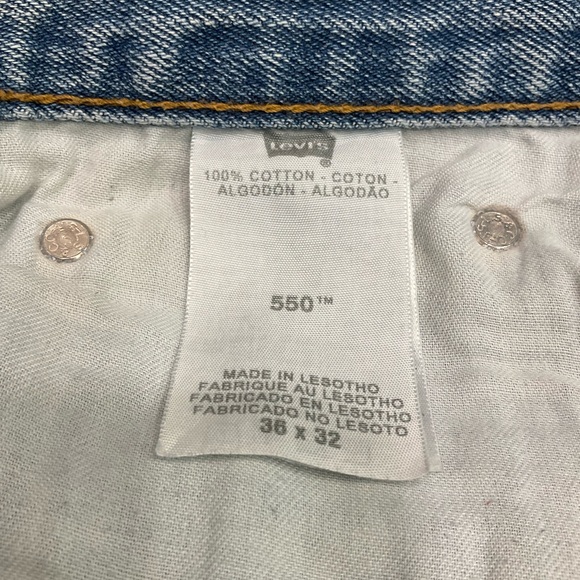 Levi's
®
100% COTTON - COTON -
ALGODÓN - ALGODÃO
550™
MADE IN LESOTHO
FABRIQUE AU LESOTHO
FABRICADO EN LESOTHO
FABRICADO NO LESOTO
36 x 32